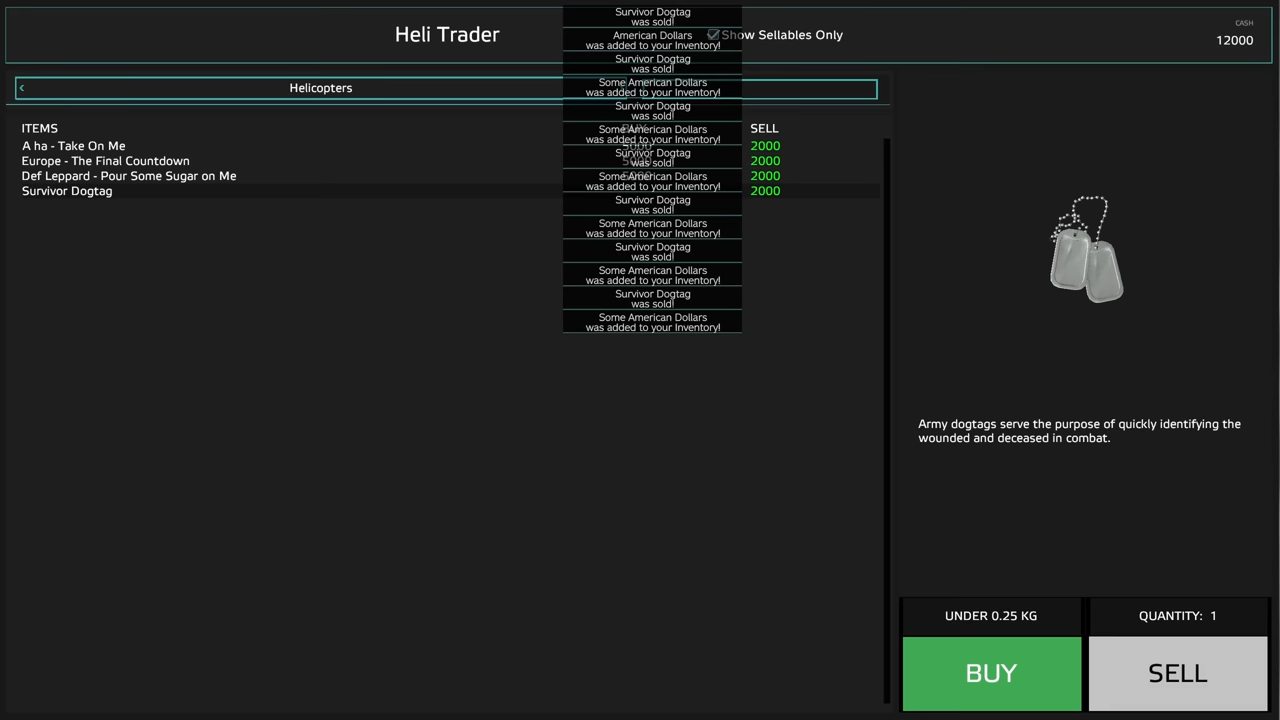 Heli Trader
Show Sellables Only
CASH
12000
<
Helicopters
Survivor Dogtag
was sold!
American Dollars
was added to your Inventory!
Survivor Dogtag
was sold!
Some American Dollars
was added to your Inventory!
Survivor Dogtag
was sold!
Some American Dollars
was added to your Inventory!
Survivor Dogtag
was sold!
Some American Dollars
was added to your Inventory!
Survivor Dogtag
was sold!
Some American Dollars
was added to your Inventory!
Survivor Dogtag
was sold!
Some American Dollars
was added to your Inventory!
Survivor Dogtag
was sold!
Some American Dollars
was added to your Inventory!
ITEMS BUY SELL
A ha - Take On Me 5000 2000
Europe - The Final Countdown 5000 2000
Def Leppard - Pour Some Sugar on Me 5000 2000
Survivor Dogtag 2000
Army dogtags serve the purpose of quickly identifying the
wounded and deceased in combat.
UNDER 0.25 KG
QUANTITY: 1
BUY
SELL